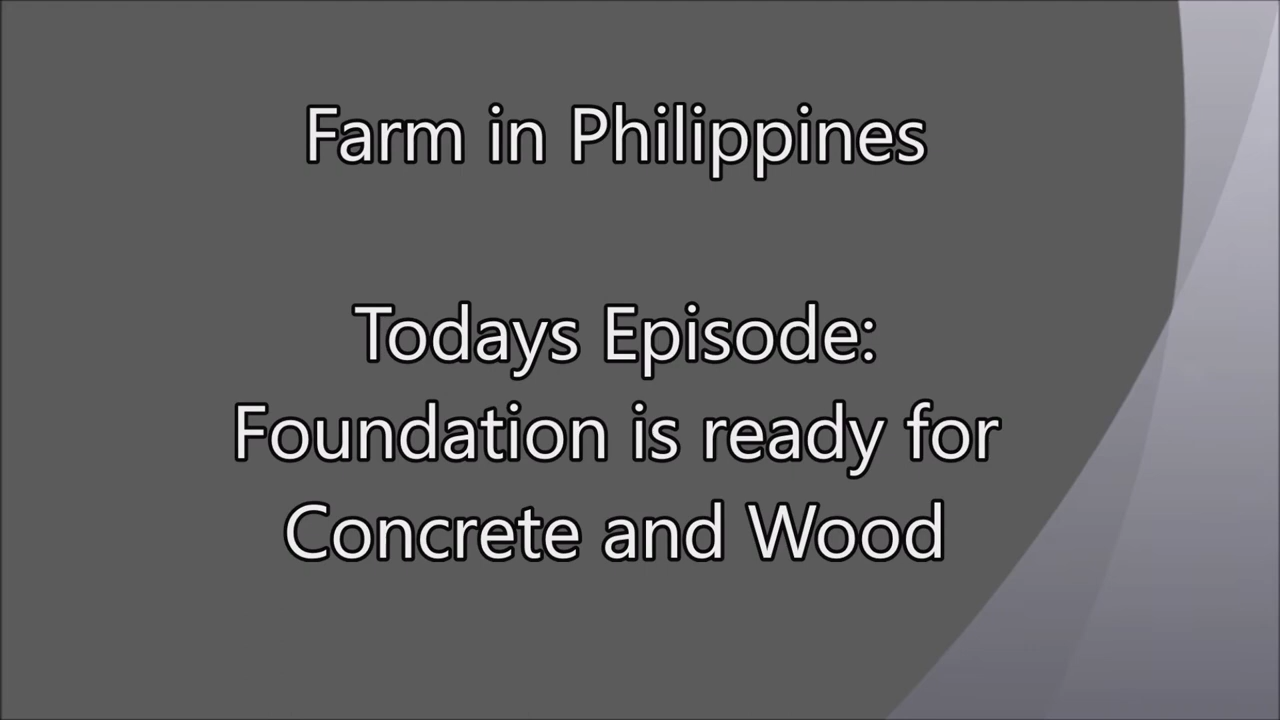 Farm in Philippines
Todays Episode:
Foundation is ready for
Concrete and Wood